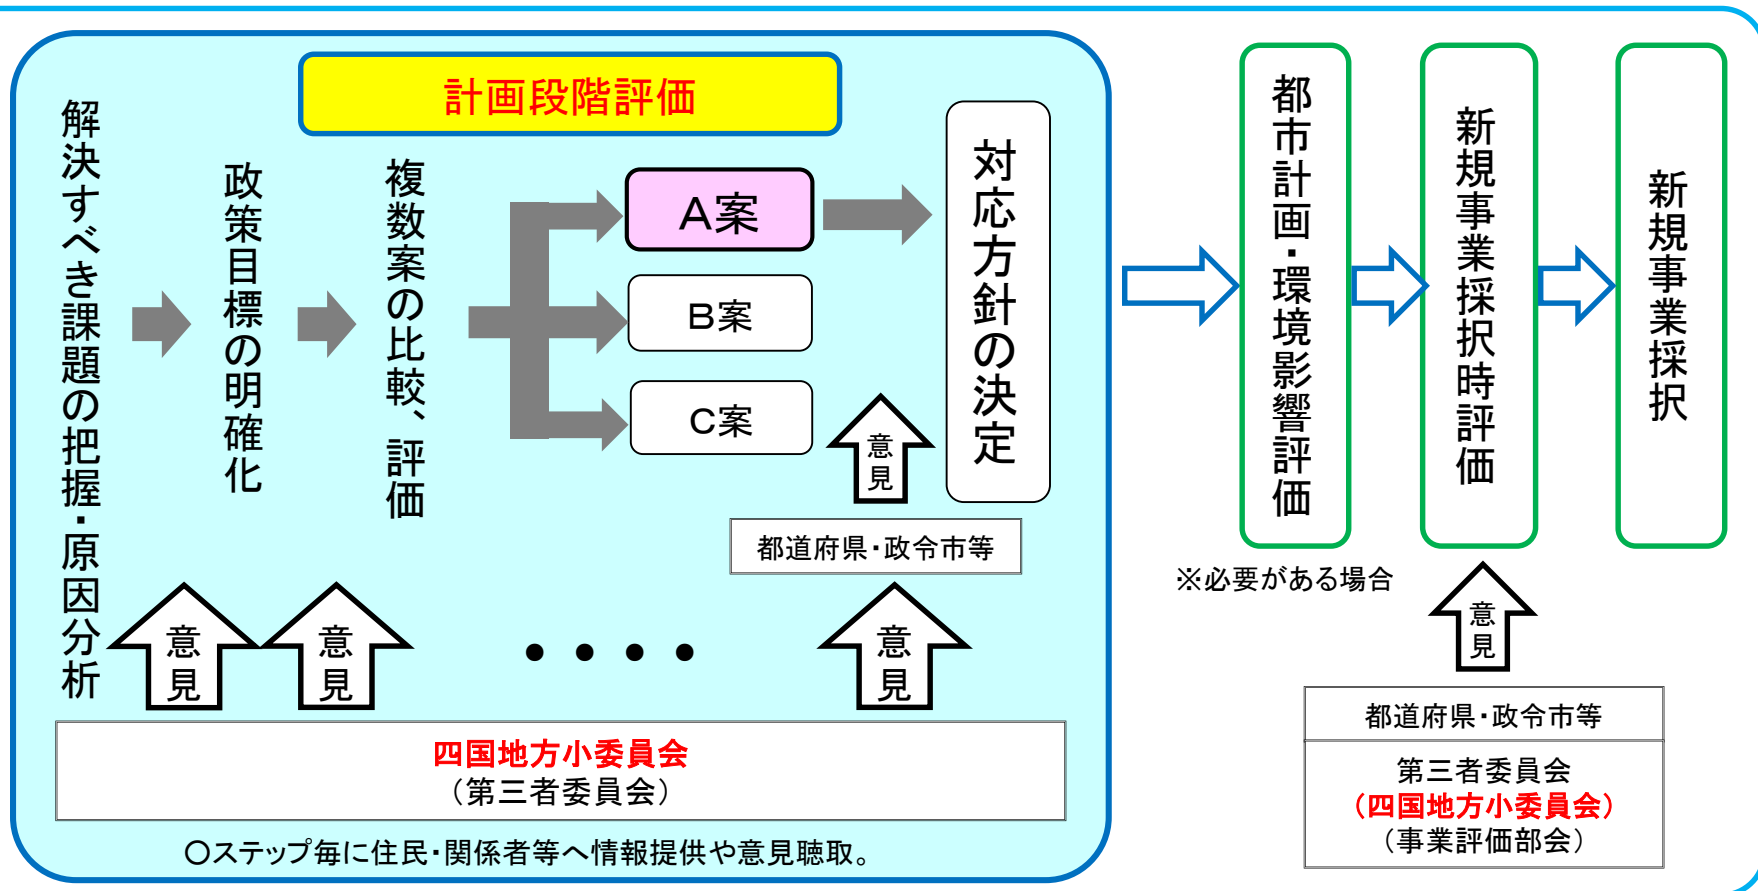 計画段階評価
解決すべき課題の把握・原因分析
政策目標の明確化
複数案の比較、評価
A案
B案
C案
対応方針の決定
意見
都道府県・政令市等
意見
意見
・・・・
意見
四国地方小委員会
（第三者委員会）
○ステップ毎に住民・関係者等へ情報提供や意見聴取。
都市計画・環境影響評価
※必要がある場合
新規事業採択時評価
新規事業採択
意見
都道府県・政令市等
第三者委員会
（四国地方小委員会）
（事業評価部会）